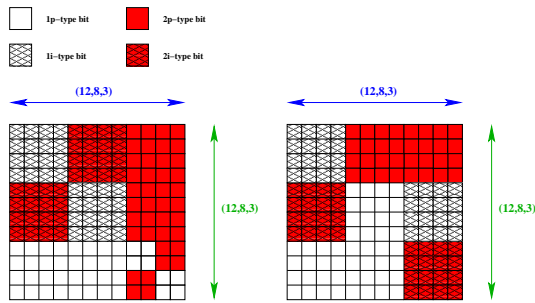 1p−type bit 2p−type bit
1i−type bit 2i−type bit
(12,8,3) (12,8,3)
(12,8,3) (12,8,3)